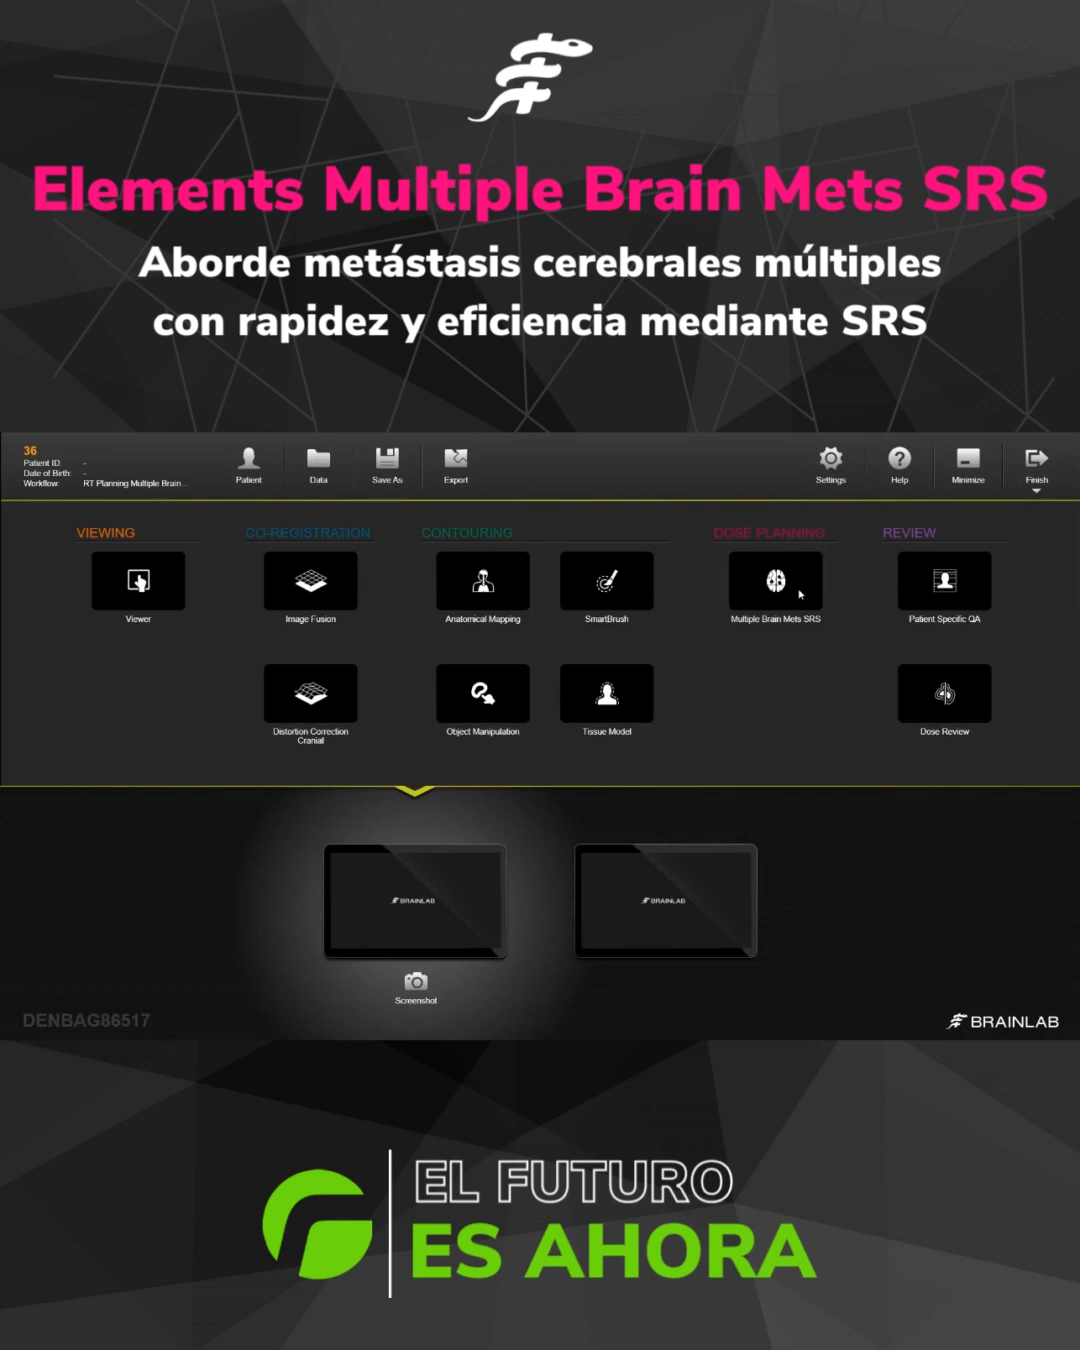 Elements Multiple Brain Mets SRS
Aborde metástasis cerebrales múltiples
con rapidez y eficiencia mediante SRS
36
Patient ID: -
Date of Birth: -
Workflow: RT Planning Multiple Brain...
Patient
Data
Save As
Export
Settings
Help
Minimize
Finish
VIEWING
CO-REGISTRATION
CONTOURING
DOSE PLANNING
REVIEW
Viewer
Image Fusion
Anatomical Mapping
SmartBrush
Multiple Brain Mets SRS
Patient Specific QA
Distortion Correction
Cranial
Object Manipulation
Tissue Model
Dose Review
BRAINLAB
BRAINLAB
Screenshot
DENBAG86517
BRAINLAB
EL FUTURO
ES AHORA